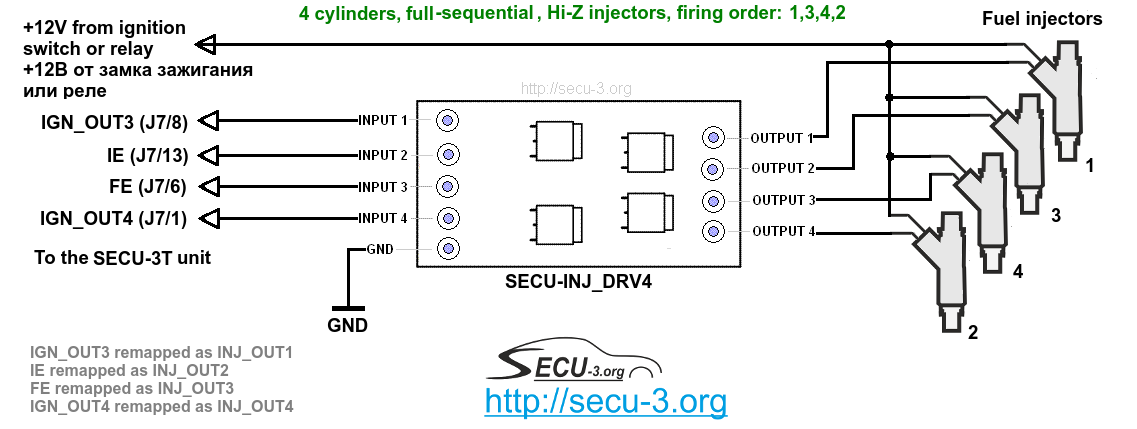 4 cylinders, full-sequential, Hi-Z injectors, firing order: 1,3,4,2
Fuel injectors
+12V from ignition
switch or relay
+12В от замка зажигания
или реле
http://secu-3.org
IGN_OUT3 (J7/8)
INPUT 1
OUTPUT 1
IE (J7/13)
INPUT 2
OUTPUT 2
FE (J7/6)
INPUT 3
OUTPUT 3
IGN_OUT4 (J7/1)
INPUT 4
OUTPUT 4
GND
1
3
4
2
To the SECU-3T unit
SECU-INJ_DRV4
GND
IGN_OUT3 remapped as INJ_OUT1
IE remapped as INJ_OUT2
FE remapped as INJ_OUT3
IGN_OUT4 remapped as INJ_OUT4
SECU-3.org
http://secu-3.org